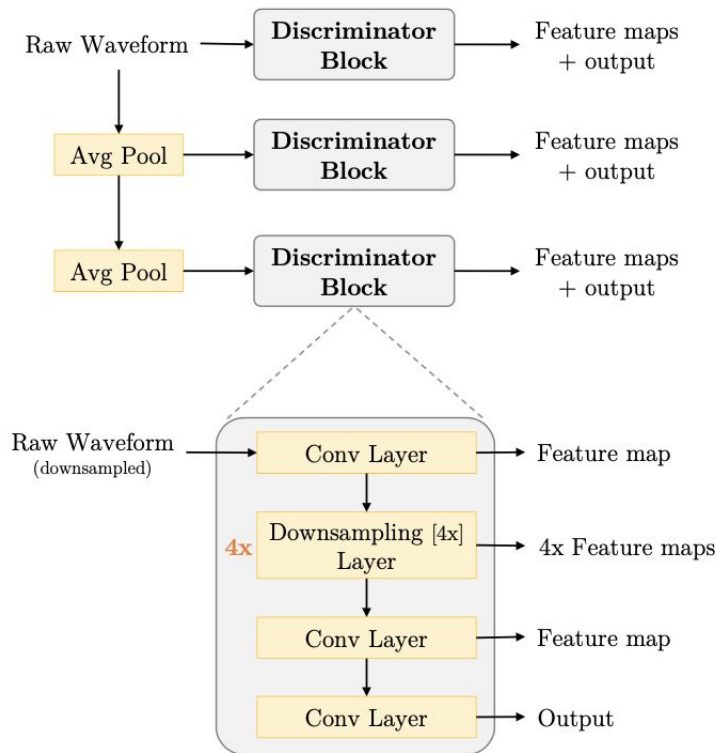 Raw Waveform
Discriminator
Block
Feature maps
+ output
Avg Pool
Discriminator
Block
Feature maps
+ output
Avg Pool
Discriminator
Block
Feature maps
+ output
Raw Waveform
(downsampled)
Conv Layer
Feature map
4x
Downsampling [4x]
Layer
4x Feature maps
Conv Layer
Feature map
Conv Layer
Output